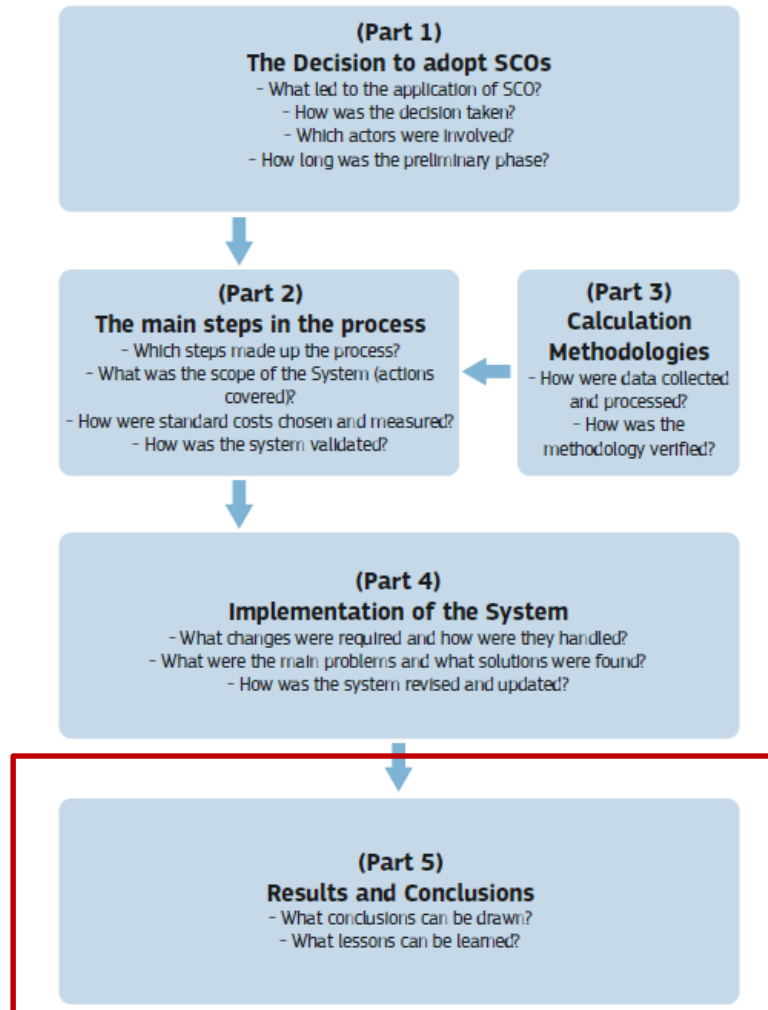 (Part 1)
The Decision to adopt SCOs
- What led to the application of SCO?
- How was the decision taken?
- Which actors were involved?
- How long was the preliminary phase?
(Part 2)
The main steps in the process
- Which steps made up the process?
- What was the scope of the System (actions
covered)?
- How were standard costs chosen and measured?
- How was the system validated?
(Part 3)
Calculation
Methodologies
- How were data collected
and processed?
- How was the
methodology verified?
(Part 4)
Implementation of the System
- What changes were required and how were they handled?
- What were the main problems and what solutions were found?
- How was the system revised and updated?
(Part 5)
Results and Conclusions
- What conclusions can be drawn?
- What lessons can be learned?